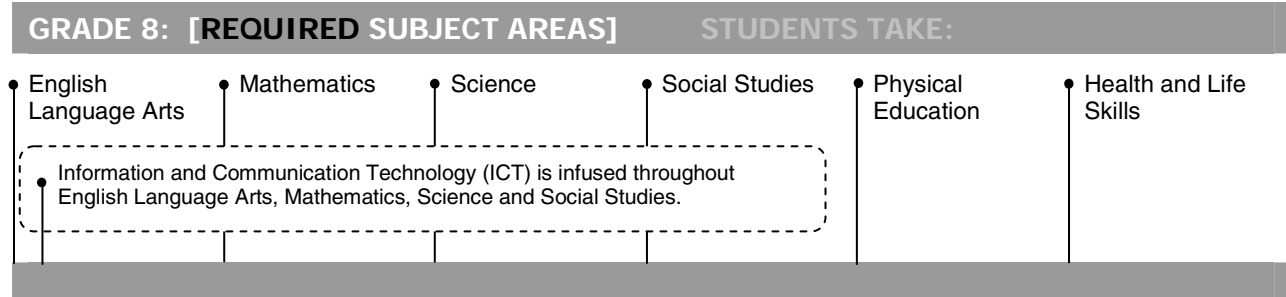 GRADE 8: [REQUIRED SUBJECT AREAS] STUDENTS TAKE:
English
Language Arts
Mathematics
Science
Social Studies
Physical
Education
Health and Life
Skills
Information and Communication Technology (ICT) is infused throughout
English Language Arts, Mathematics, Science and Social Studies.